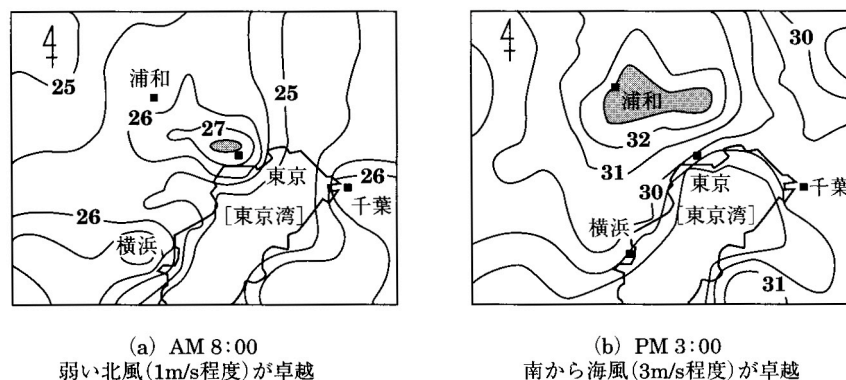 25
浦和
26
27
25
東京
26
千葉
[東京湾]
26
横浜
(a) AM 8:00
弱い北風(1m/s程度)が卓越
30
浦和
32
31
30
東京
[東京湾]
千葉
横浜
31
(b) PM 3:00
南から海風(3m/s程度)が卓越